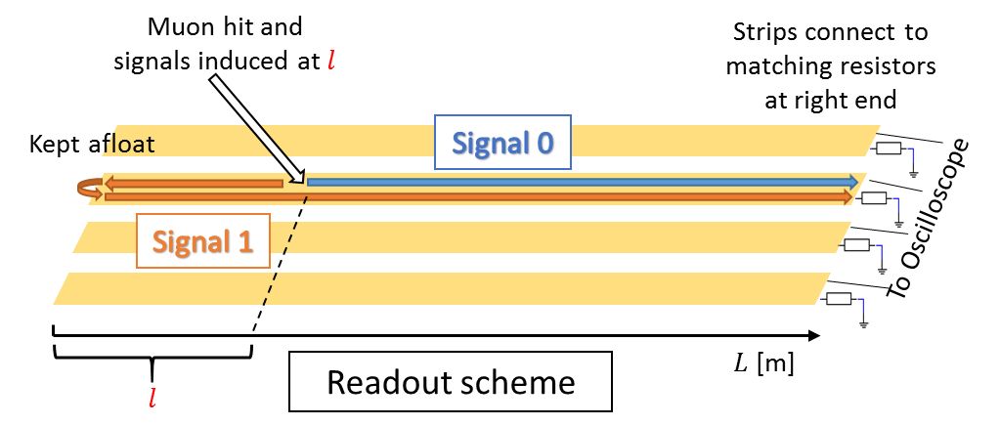 Muon hit and
signals induced at l
Strips connect to
matching resistors
at right end
Kept afloat
Signal 0
Signal 1
To Oscilloscope
L [m]
l
Readout scheme